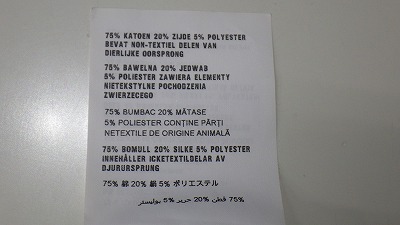 75% KATOEN 20% ZIJDE 5% POLYESTER
BEVAT NON-TEXTIEL DELEN VAN
DIERLIJKE OORSPRONG
75% BAWELNA 20% JEDWAB
5% POLIESTER ZAWIERA ELEMENTY
NIETEKSTYLNE POCHODZENIA
ZWIERZECEGO
75% BUMBAC 20% MĂTASE
5% POLIESTER CONȚINE PĂRȚI
NETEXTILE DE ORIGINE ANIMALĂ
75% BOMULL 20% SILKE 5% POLYESTER
INNEHÅLLER ICKETEXTILDELAR AV
DJURURSPRUNG
75% 綿 20% 絹 5% ポリエステル
75% قطن 20% حرير 5% بوليستر